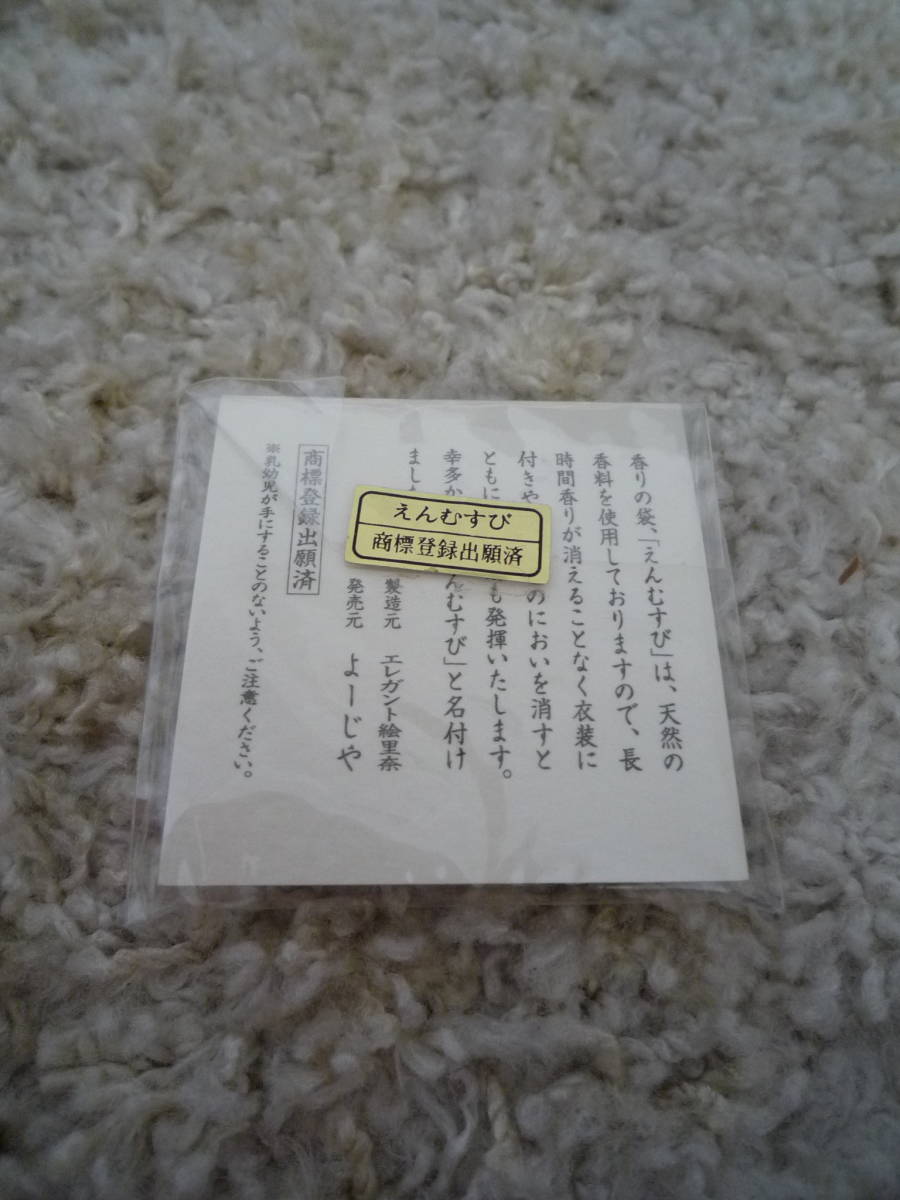 香りの袋、「えんむすび」は、天然の
香料を使用しておりますので、長
時間香りが消えることなく衣装に
付きや のにおいを消すと
ともに も発揮いたします。
幸多か んむすび」と名付け
まし
製造元 エレガント絵里奈
発売元 よーじや
商標登録出願済
※乳幼児が手にすることのないよう、ご注意ください。
えんむすび
商標登録出願済